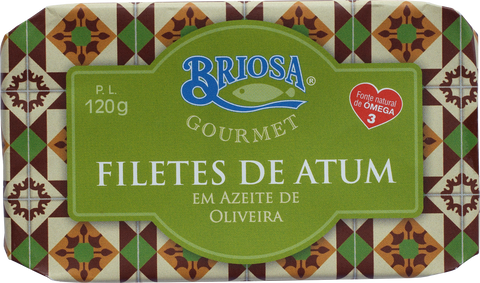 BRIOSA ®
GOURMET
P. L.
120g
Fonte natural
de ÓMEGA
3
FILETES DE ATUM
EM AZEITE DE
OLIVEIRA